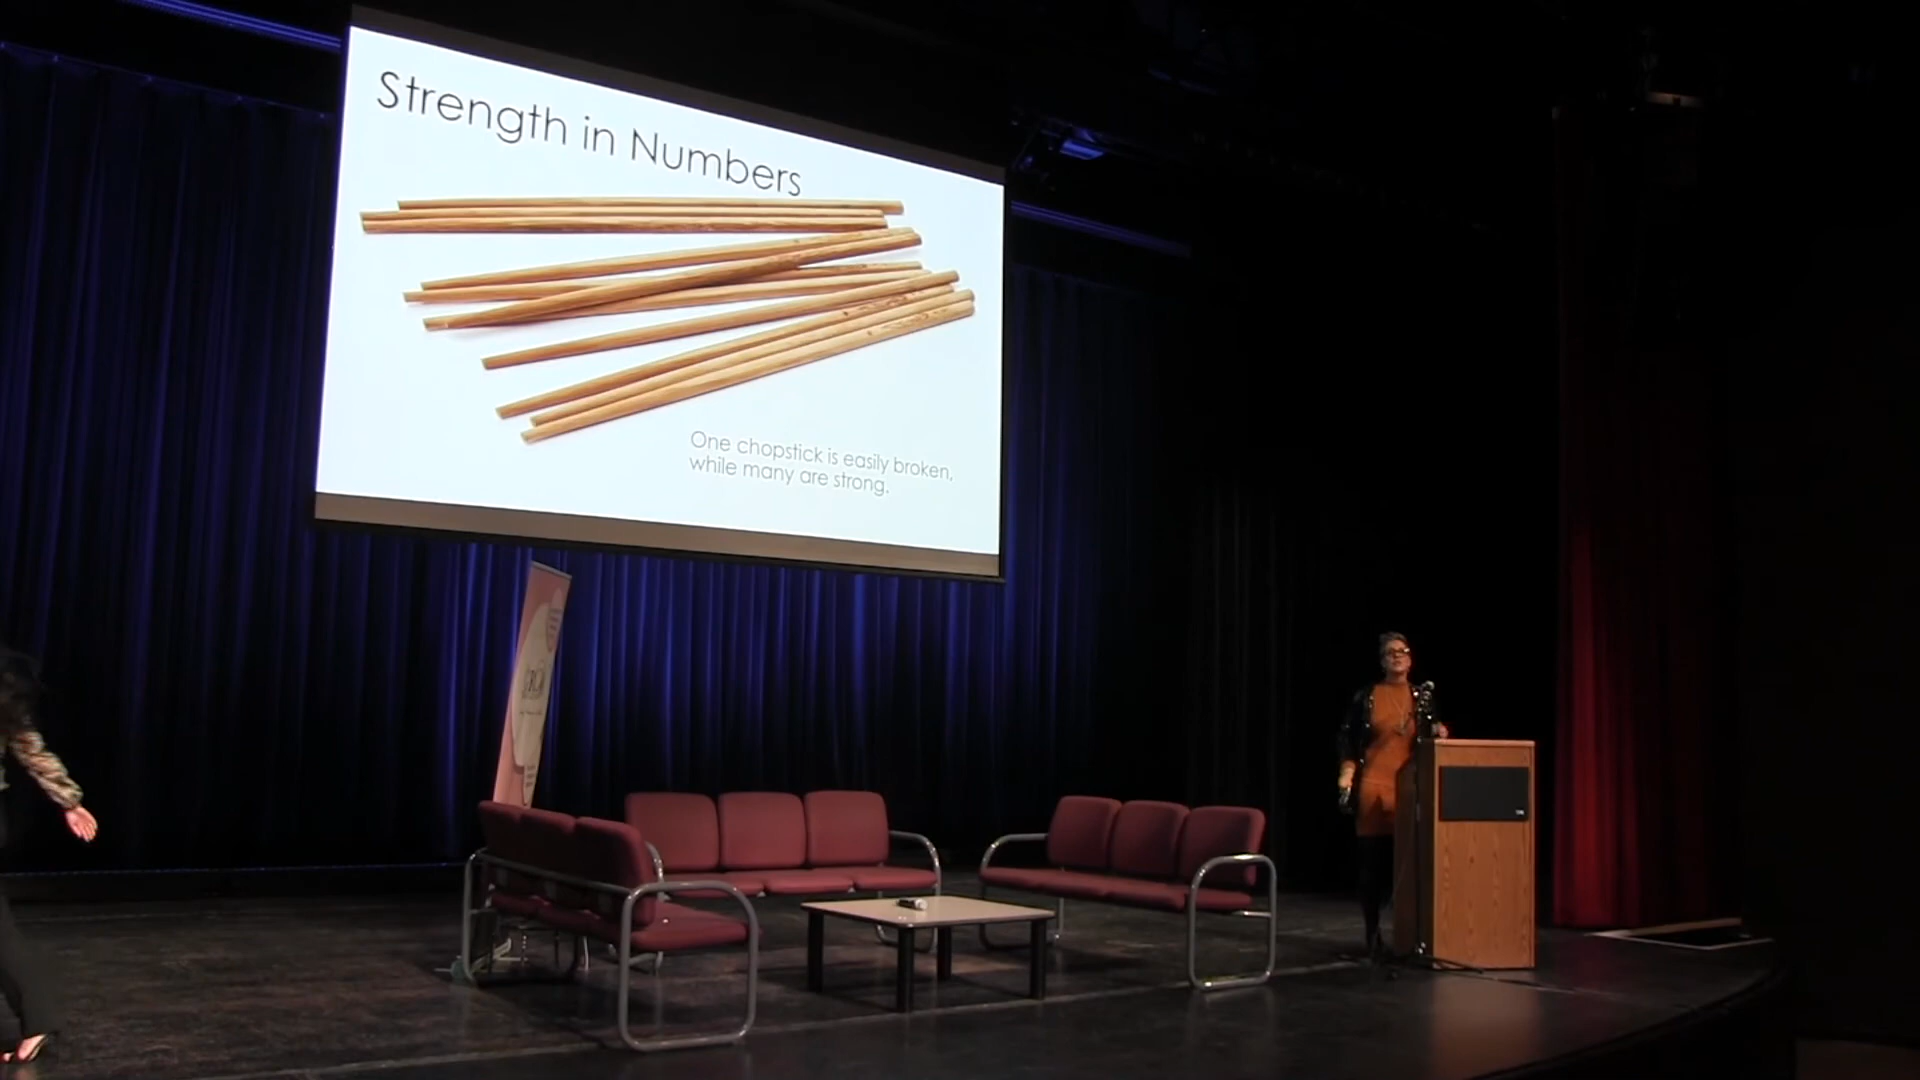 Strength in Numbers
One chopstick is easily broken,
while many are strong.